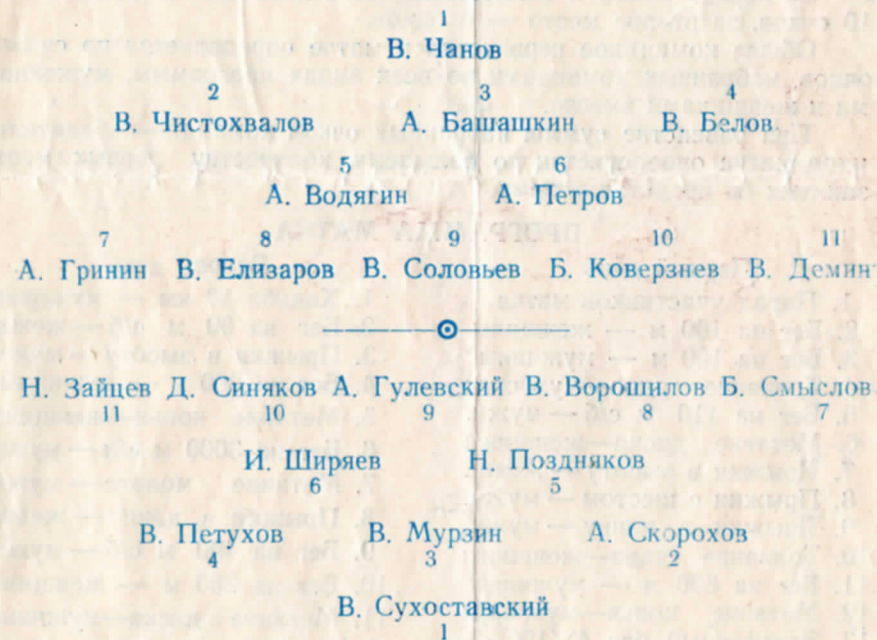 1
В. Чанов
2 3 4
В. Чистохвалов А. Башашкин В. Белов
5 6
А. Водягин А. Петров
7 8 9 10 11
А. Гринин В. Елизаров В. Соловьев Б. Коверзнев В. Демин
Н. Зайцев Д. Синяков А. Гулевский В. Ворошилов Б. Смыслов
11 10 9 8 7
И. Ширяев Н. Поздняков
6 5
В. Петухов В. Мурзин А. Скорохов
4 3 2
В. Сухоставский
1